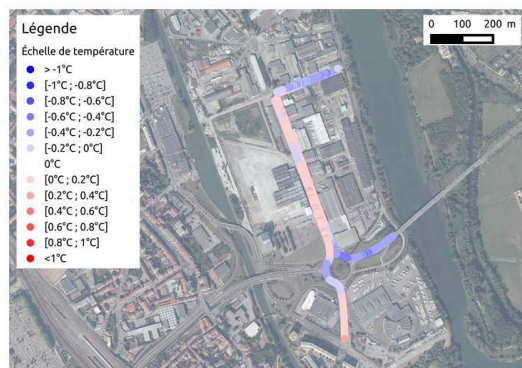 Légende
Échelle de température
> -1°C
[-1°C ; -0.8°C]
[-0.8°C ; -0.6°C]
[-0.6°C ; -0.4°C]
[-0.4°C ; -0.2°C]
[-0.2°C ; 0°C]
0°C
[0°C ; 0.2°C]
[0.2°C ; 0.4°C]
[0.4°C ; 0.6°C]
[0.6°C ; 0.8°C]
[0.8°C ; 1°C]
<1°C
0 100 200 m